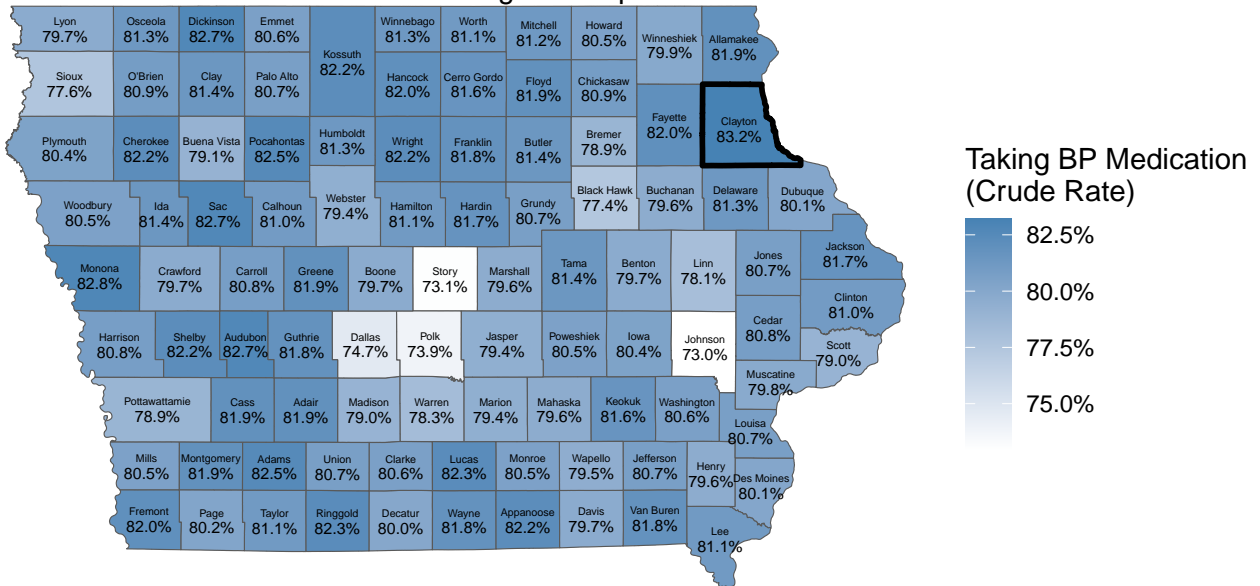 Lyon
79.7%
Osceola
81.3%
Dickinson
82.7%
Emmet
80.6%
Kossuth
82.2%
Winnebago
81.3%
Worth
81.1%
Mitchell
81.2%
Howard
80.5%
Winneshiek
79.9%
Allamakee
81.9%
Sioux
77.6%
O'Brien
80.9%
Clay
81.4%
Palo Alto
80.7%
Hancock
82.0%
Cerro Gordo
81.6%
Floyd
81.9%
Chickasaw
80.9%
Fayette
82.0%
Clayton
83.2%
Plymouth
80.4%
Cherokee
82.2%
Buena Vista
79.1%
Pocahontas
82.5%
Humboldt
81.3%
Wright
82.2%
Franklin
81.8%
Butler
81.4%
Bremer
78.9%
Woodbury
80.5%
Ida
81.4%
Sac
82.7%
Calhoun
81.0%
Webster
79.4%
Hamilton
81.1%
Hardin
81.7%
Grundy
80.7%
Black Hawk
77.4%
Buchanan
79.6%
Delaware
81.3%
Dubuque
80.1%
Monona
82.8%
Crawford
79.7%
Carroll
80.8%
Greene
81.9%
Boone
79.7%
Story
73.1%
Marshall
79.6%
Tama
81.4%
Benton
79.7%
Linn
78.1%
Jones
80.7%
Jackson
81.7%
Clinton
81.0%
Harrison
80.8%
Shelby
82.2%
Audubon
82.7%
Guthrie
81.8%
Dallas
74.7%
Polk
73.9%
Jasper
79.4%
Poweshiek
80.5%
Iowa
80.4%
Johnson
73.0%
Cedar
80.8%
Scott
79.0%
Muscatine
79.8%
Pottawattamie
78.9%
Cass
81.9%
Adair
81.9%
Madison
79.0%
Warren
78.3%
Marion
79.4%
Mahaska
79.6%
Keokuk
81.6%
Washington
80.6%
Louisa
80.7%
Mills
80.5%
Montgomery
81.9%
Adams
82.5%
Union
80.7%
Clarke
80.6%
Lucas
82.3%
Monroe
80.5%
Wapello
79.5%
Jefferson
80.7%
Henry
79.6%
Des Moines
80.1%
Fremont
82.0%
Page
80.2%
Taylor
81.1%
Ringgold
82.3%
Decatur
80.0%
Wayne
81.8%
Appanoose
82.2%
Davis
79.7%
Van Buren
81.8%
Lee
81.1%
Taking BP Medication
(Crude Rate)
82.5%
80.0%
77.5%
75.0%